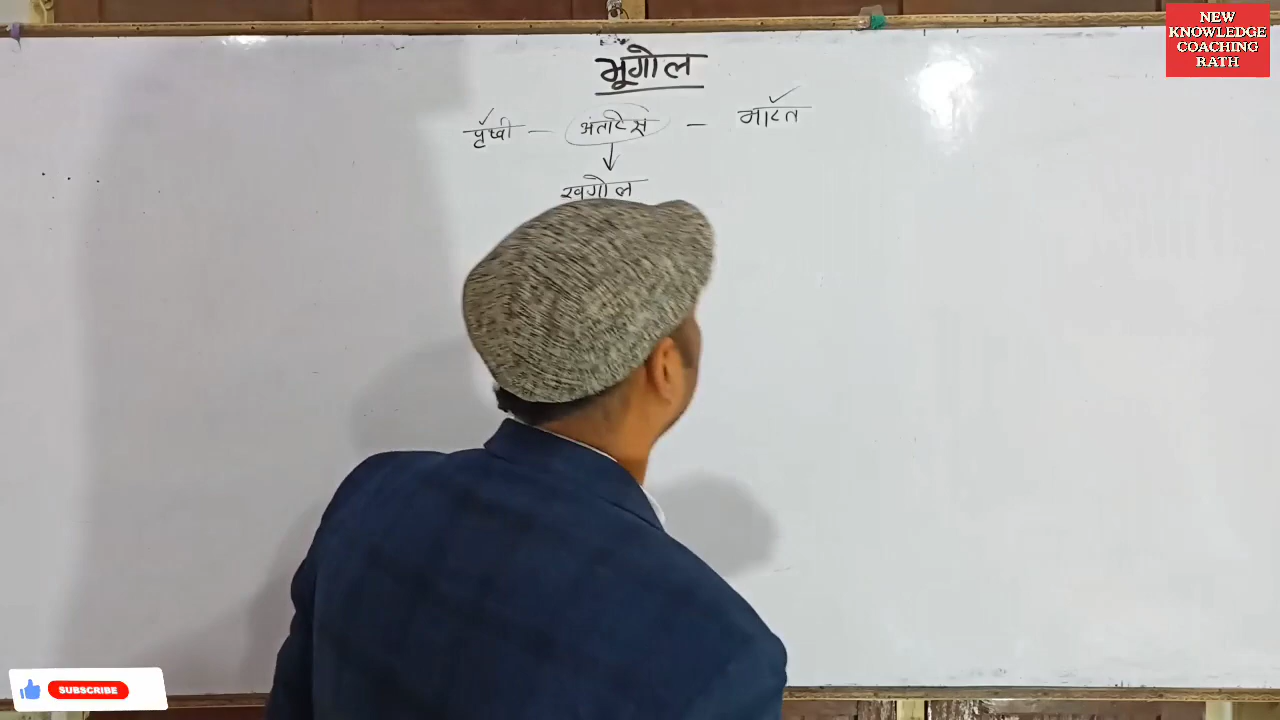 भूगोल
पृथ्वी — अंतरिक्ष — भारत
खगोल
NEW
KNOWLEDGE
COACHING
RATH
SUBSCRIBE